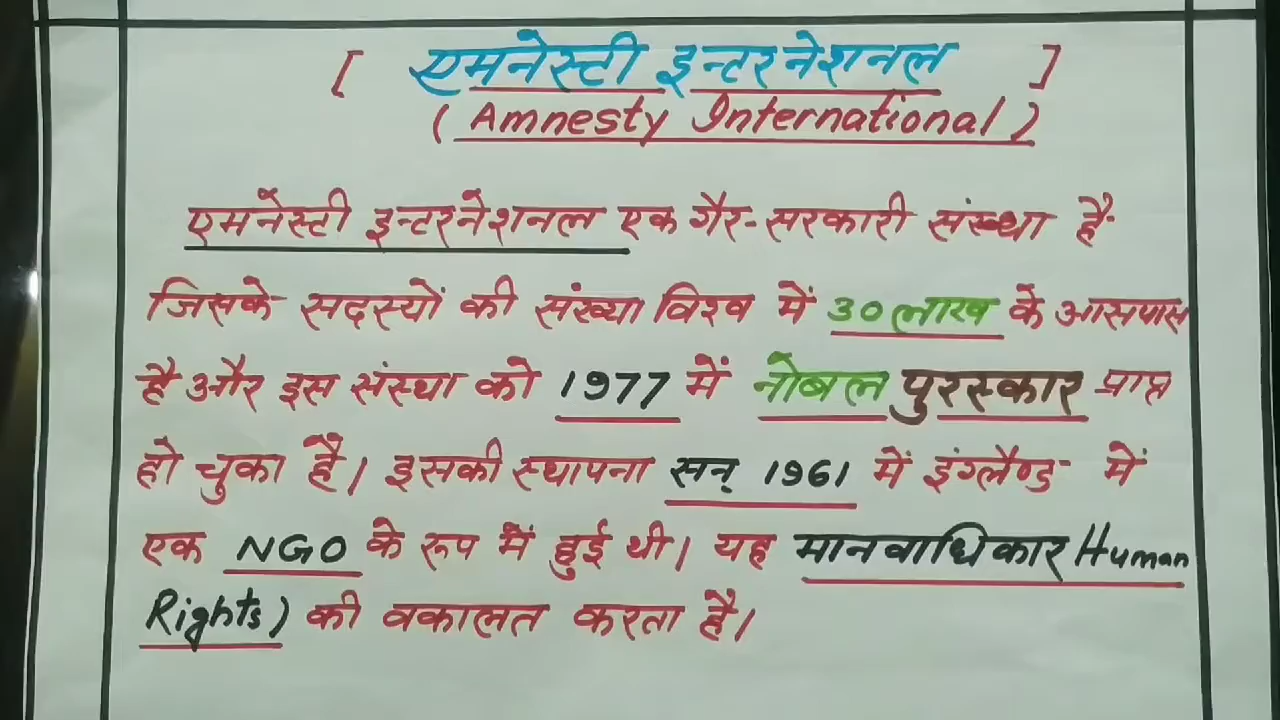 [ एमनेस्टी इन्टरनेशनल ]
( Amnesty International )
एमनेस्टी इन्टरनेशनल एक गैर-सरकारी संस्था है
जिसके सदस्यों की संख्या विश्व में 30 लाख के आसपास
है और इस संस्था को 1977 में नोबल पुरस्कार प्राप्त
हो चुका है। इसकी स्थापना सन् 1961 में इंग्लैण्ड में
एक NGO के रूप में हुई थी। यह मानवाधिकार Human
Rights) की वकालत करता है।